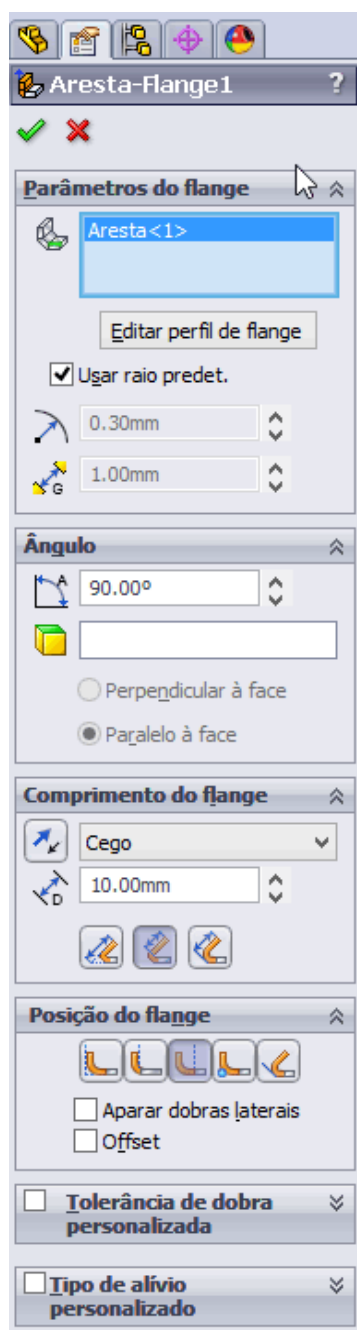 Aresta-Flange1 ?
Parâmetros do flange
Aresta<1>
Editar perfil de flange
Usar raio predet.
0.30mm
G
1.00mm
Ângulo
A
90.00º
Perpendicular à face
Paralelo à face
Comprimento do flange
Cego
D
10.00mm
Posição do flange
Aparar dobras laterais
Offset
Tolerância de dobra
personalizada
Tipo de alívio
personalizado